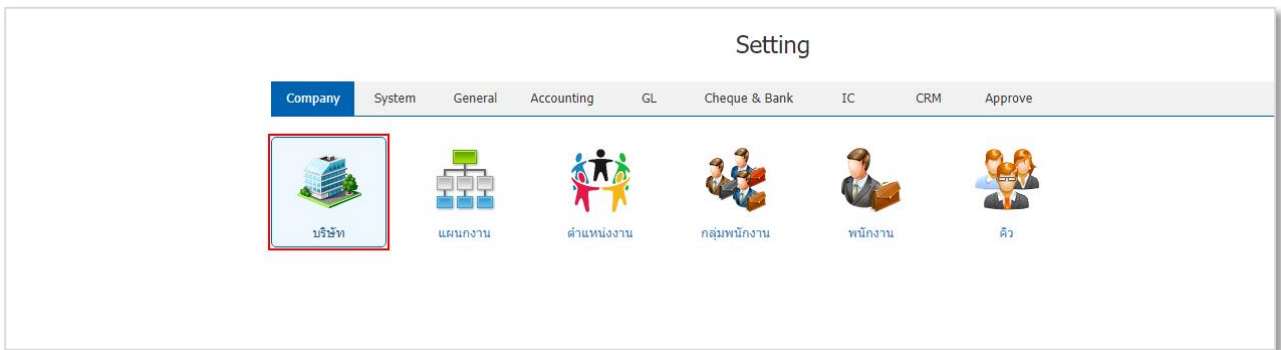 Setting
Company System General Accounting GL Cheque & Bank IC CRM Approve
บริษัท แผนกงาน ตำแหน่งงาน กลุ่มพนักงาน พนักงาน คิว